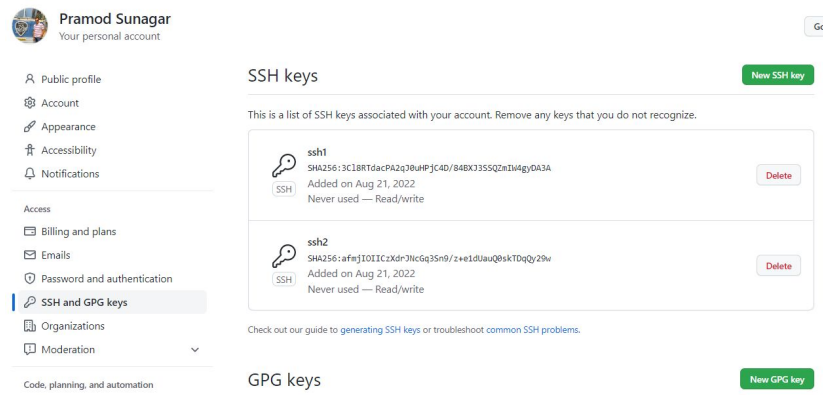 Pramod Sunagar
Your personal account
Go
Public profile
Account
Appearance
Accessibility
Notifications
Access
Billing and plans
Emails
Password and authentication
SSH and GPG keys
Organizations
Moderation
Code, planning, and automation
SSH keys
New SSH key
This is a list of SSH keys associated with your account. Remove any keys that you do not recognize.
ssh1
SHA256:3Cl8RTdacPA2qJ0uHPjC4D/84BXJ3SSQZmIW4gyDA3A
SSH
Added on Aug 21, 2022
Never used — Read/write
Delete
ssh2
SHA256:afmjIOIICzXdrJNcGq3Sn9/z+e1dUauQ0skTDqQy29w
SSH
Added on Aug 21, 2022
Never used — Read/write
Delete
Check out our guide to generating SSH keys or troubleshoot common SSH problems.
GPG keys
New GPG key